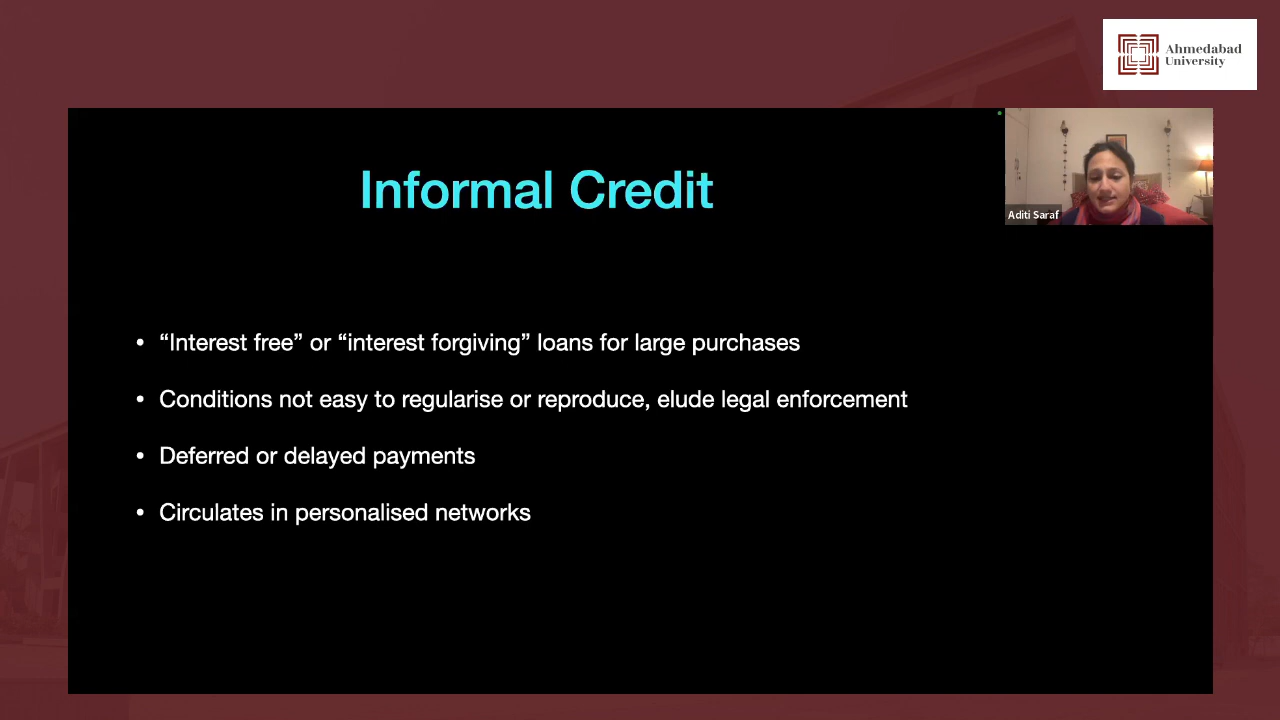 Ahmedabad
University
Informal Credit
Aditi Saraf
• “Interest free” or “interest forgiving” loans for large purchases
• Conditions not easy to regularise or reproduce, elude legal enforcement
• Deferred or delayed payments
• Circulates in personalised networks